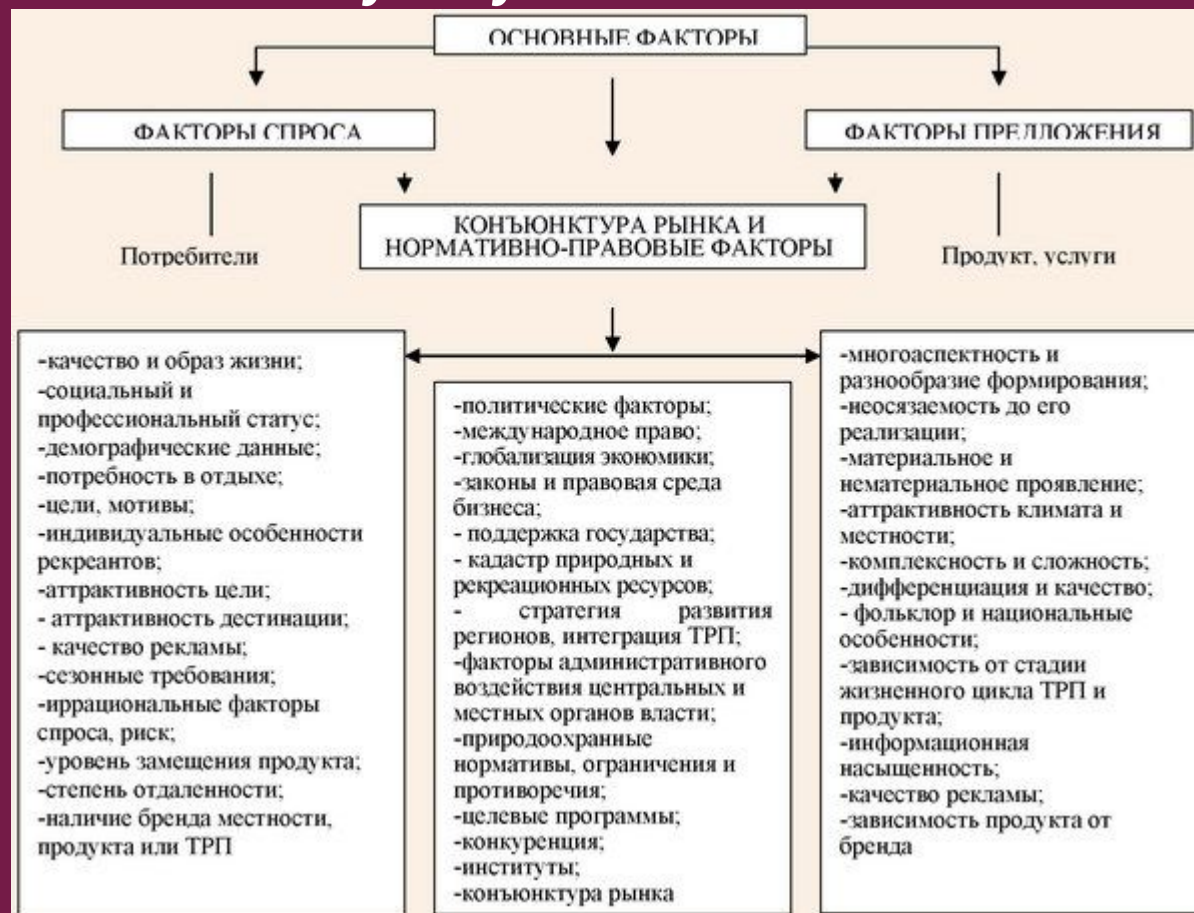 ОСНОВНЫЕ ФАКТОРЫ
ФАКТОРЫ СПРОСА
ФАКТОРЫ ПРЕДЛОЖЕНИЯ
КОНЪЮНКТУРА РЫНКА И
НОРМАТИВНО-ПРАВОВЫЕ ФАКТОРЫ
Потребители
Продукт, услуги
-качество и образ жизни;
-социальный и
профессиональный статус;
-демографические данные;
-потребность в отдыхе;
-цели, мотивы;
-индивидуальные особенности
рекреантов;
-аттрактивность цели;
- аттрактивность дестинации;
- качество рекламы;
-сезонные требования;
-иррациональные факторы
спроса, риск;
-уровень замещения продукта;
-степень отдаленности;
-наличие бренда местности,
продукта или ТРП
-политические факторы;
-международное право;
-глобализация экономики;
-законы и правовая среда
бизнеса;
- поддержка государства;
- кадастр природных и
рекреационных ресурсов;
- стратегия развития
регионов, интеграция ТРП;
-факторы административного
воздействия центральных и
местных органов власти;
-природоохранные
нормативы, ограничения и
противоречия;
-целевые программы;
-конкуренция;
-институты;
-конъюнктура рынка
-многоаспектность и
разнообразие формирования;
-неосязаемость до его
реализации;
-материальное и
нематериальное проявление;
-аттрактивность климата и
местности;
-комплексность и сложность;
-дифференциация и качество;
- фольклор и национальные
особенности;
-зависимость от стадии
жизненного цикла ТРП и
продукта;
-информационная
насыщенность;
-качество рекламы;
-зависимость продукта от
бренда